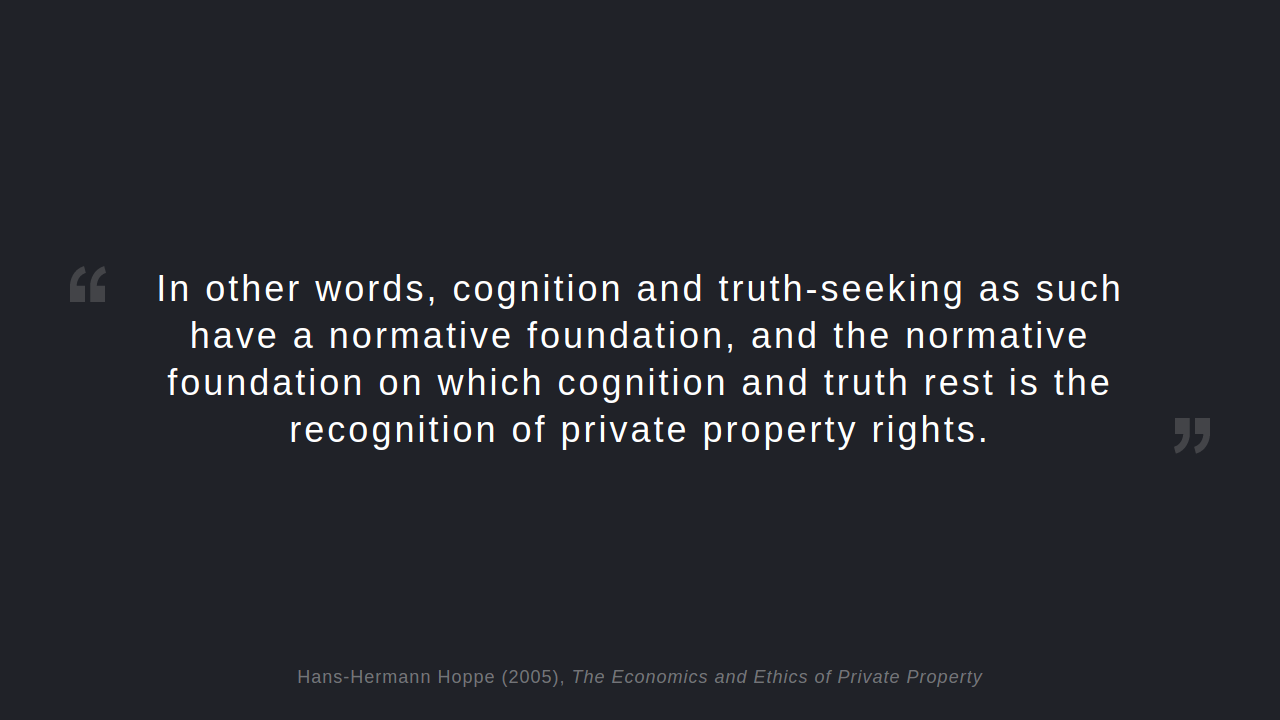 “ In other words, cognition and truth-seeking as such
have a normative foundation, and the normative
foundation on which cognition and truth rest is the
recognition of private property rights. ”
Hans-Hermann Hoppe (2005), The Economics and Ethics of Private Property